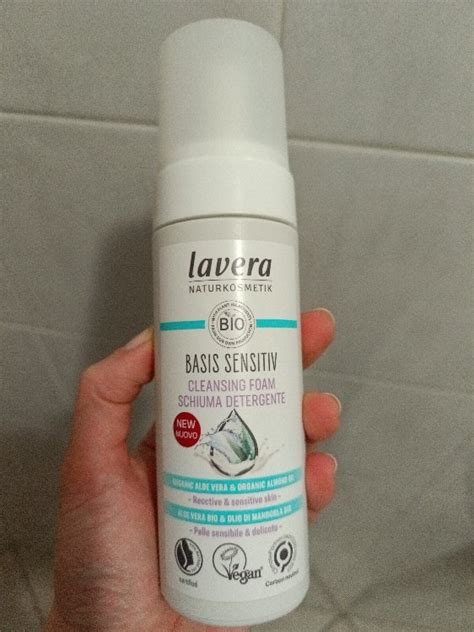 lavera
NATURKOSMETIK
BIO
BASIS SENSITIV
CLEANSING FOAM
SCHIUMA DETERGENTE
NEW
NUOVO
ORGANIC ALOE VERA & ORGANIC ALMOND OIL
- Reactive & sensitive skin -
ALOE VERA BIO & OLIO DI MANDORLA BIO
- Pelle sensibile & delicata -
Vegan